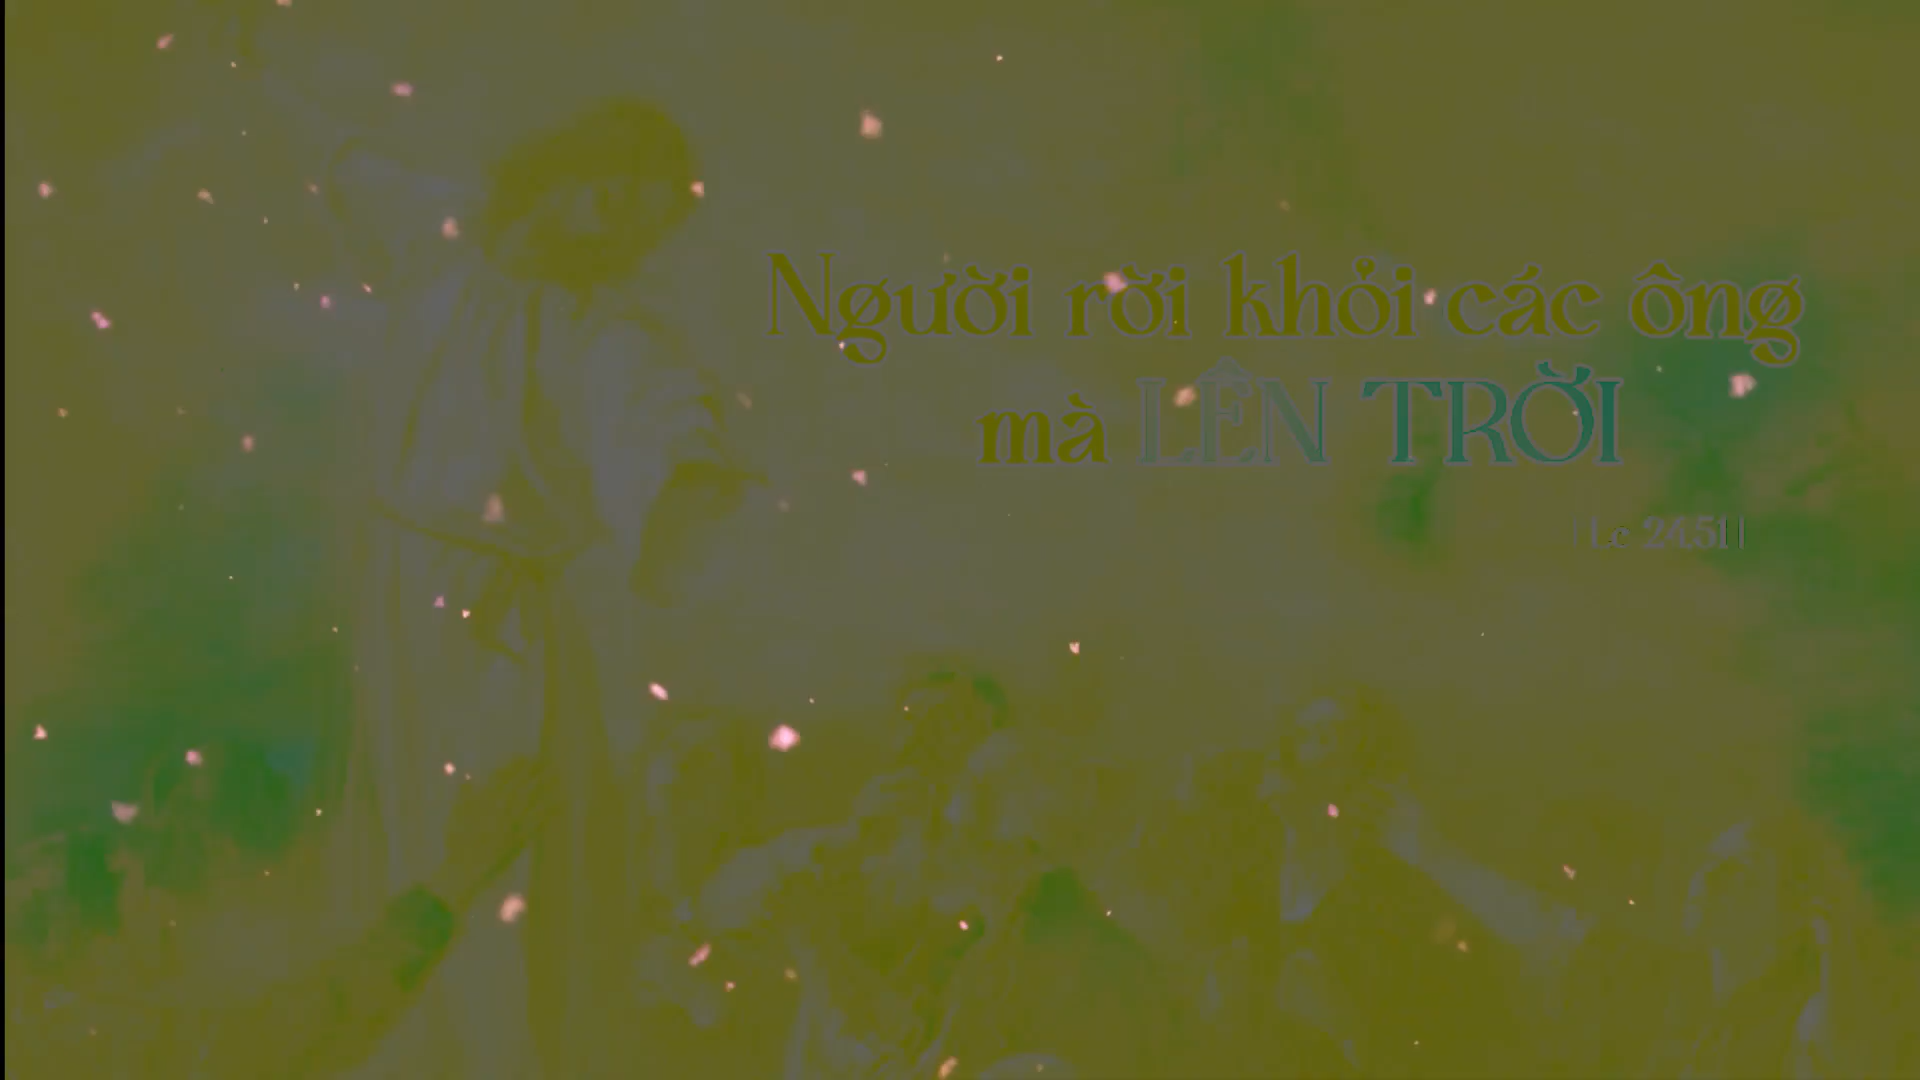 Người rời khỏi các ông
mà LÊN TRỜI
| Lc 24.51 |